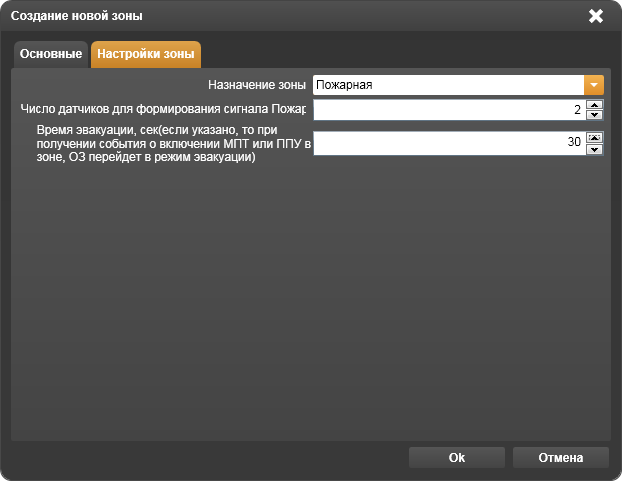 Создание новой зоны
Основные
Настройки зоны
Назначение зоны
Пожарная
Число датчиков для формирования сигнала Пожар
2
Время эвакуации, сек(если указано, то при
получении события о включении МПТ или ППУ в
зоне, ОЗ перейдет в режим эвакуации)
30
Ok
Отмена